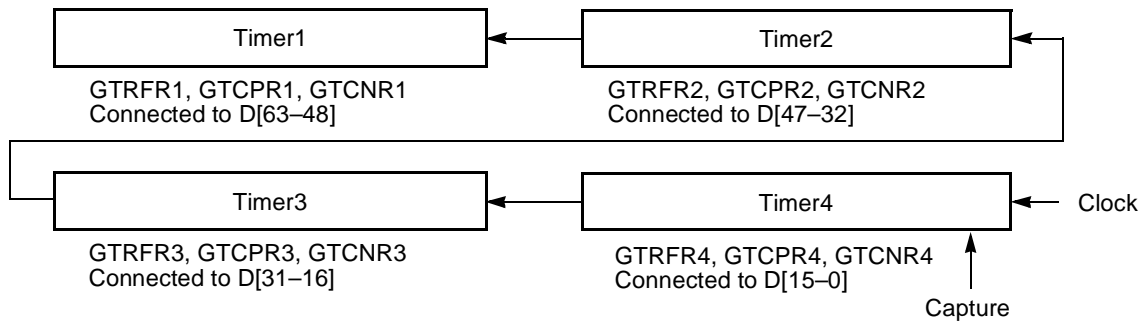 Timer1
Timer2
GTRFR1, GTCPR1, GTCNR1
Connected to D[63–48]
GTRFR2, GTCPR2, GTCNR2
Connected to D[47–32]
Timer3
Timer4
Clock
GTRFR3, GTCPR3, GTCNR3
Connected to D[31–16]
GTRFR4, GTCPR4, GTCNR4
Connected to D[15–0]
Capture